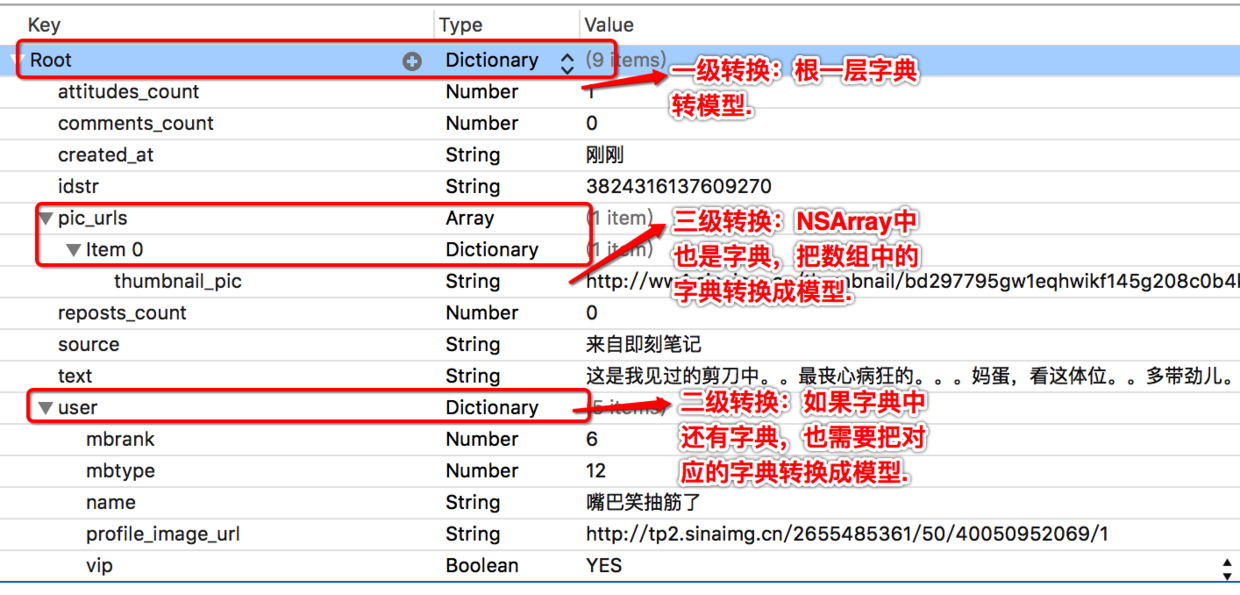 Key Type Value
Root Dictionary (9 items)
一级转换：根一层字典
转模型.
attitudes_count Number 1
comments_count Number 0
created_at String 刚刚
idstr String 3824316137609270
pic_urls Array (1 item)
三级转换：NSArray中
也是字典，把数组中的
字典转换成模型.
Item 0 Dictionary (1 item)
thumbnail_pic String http://ww nail/bd297795gw1eqhwikf145g208c0b4
reposts_count Number 0
source String 来自即刻笔记
text String 这是我见过的剪刀中。。最丧心病狂的。。。妈蛋，看这体位。。多带劲儿。
user Dictionary (5 items)
二级转换：如果字典中
还有字典，也需要把对
应的字典转换成模型.
mbrank Number 6
mbtype Number 12
name String 嘴巴笑抽筋了
profile_image_url String http://tp2.sinaimg.cn/2655485361/50/40050952069/1
vip Boolean YES